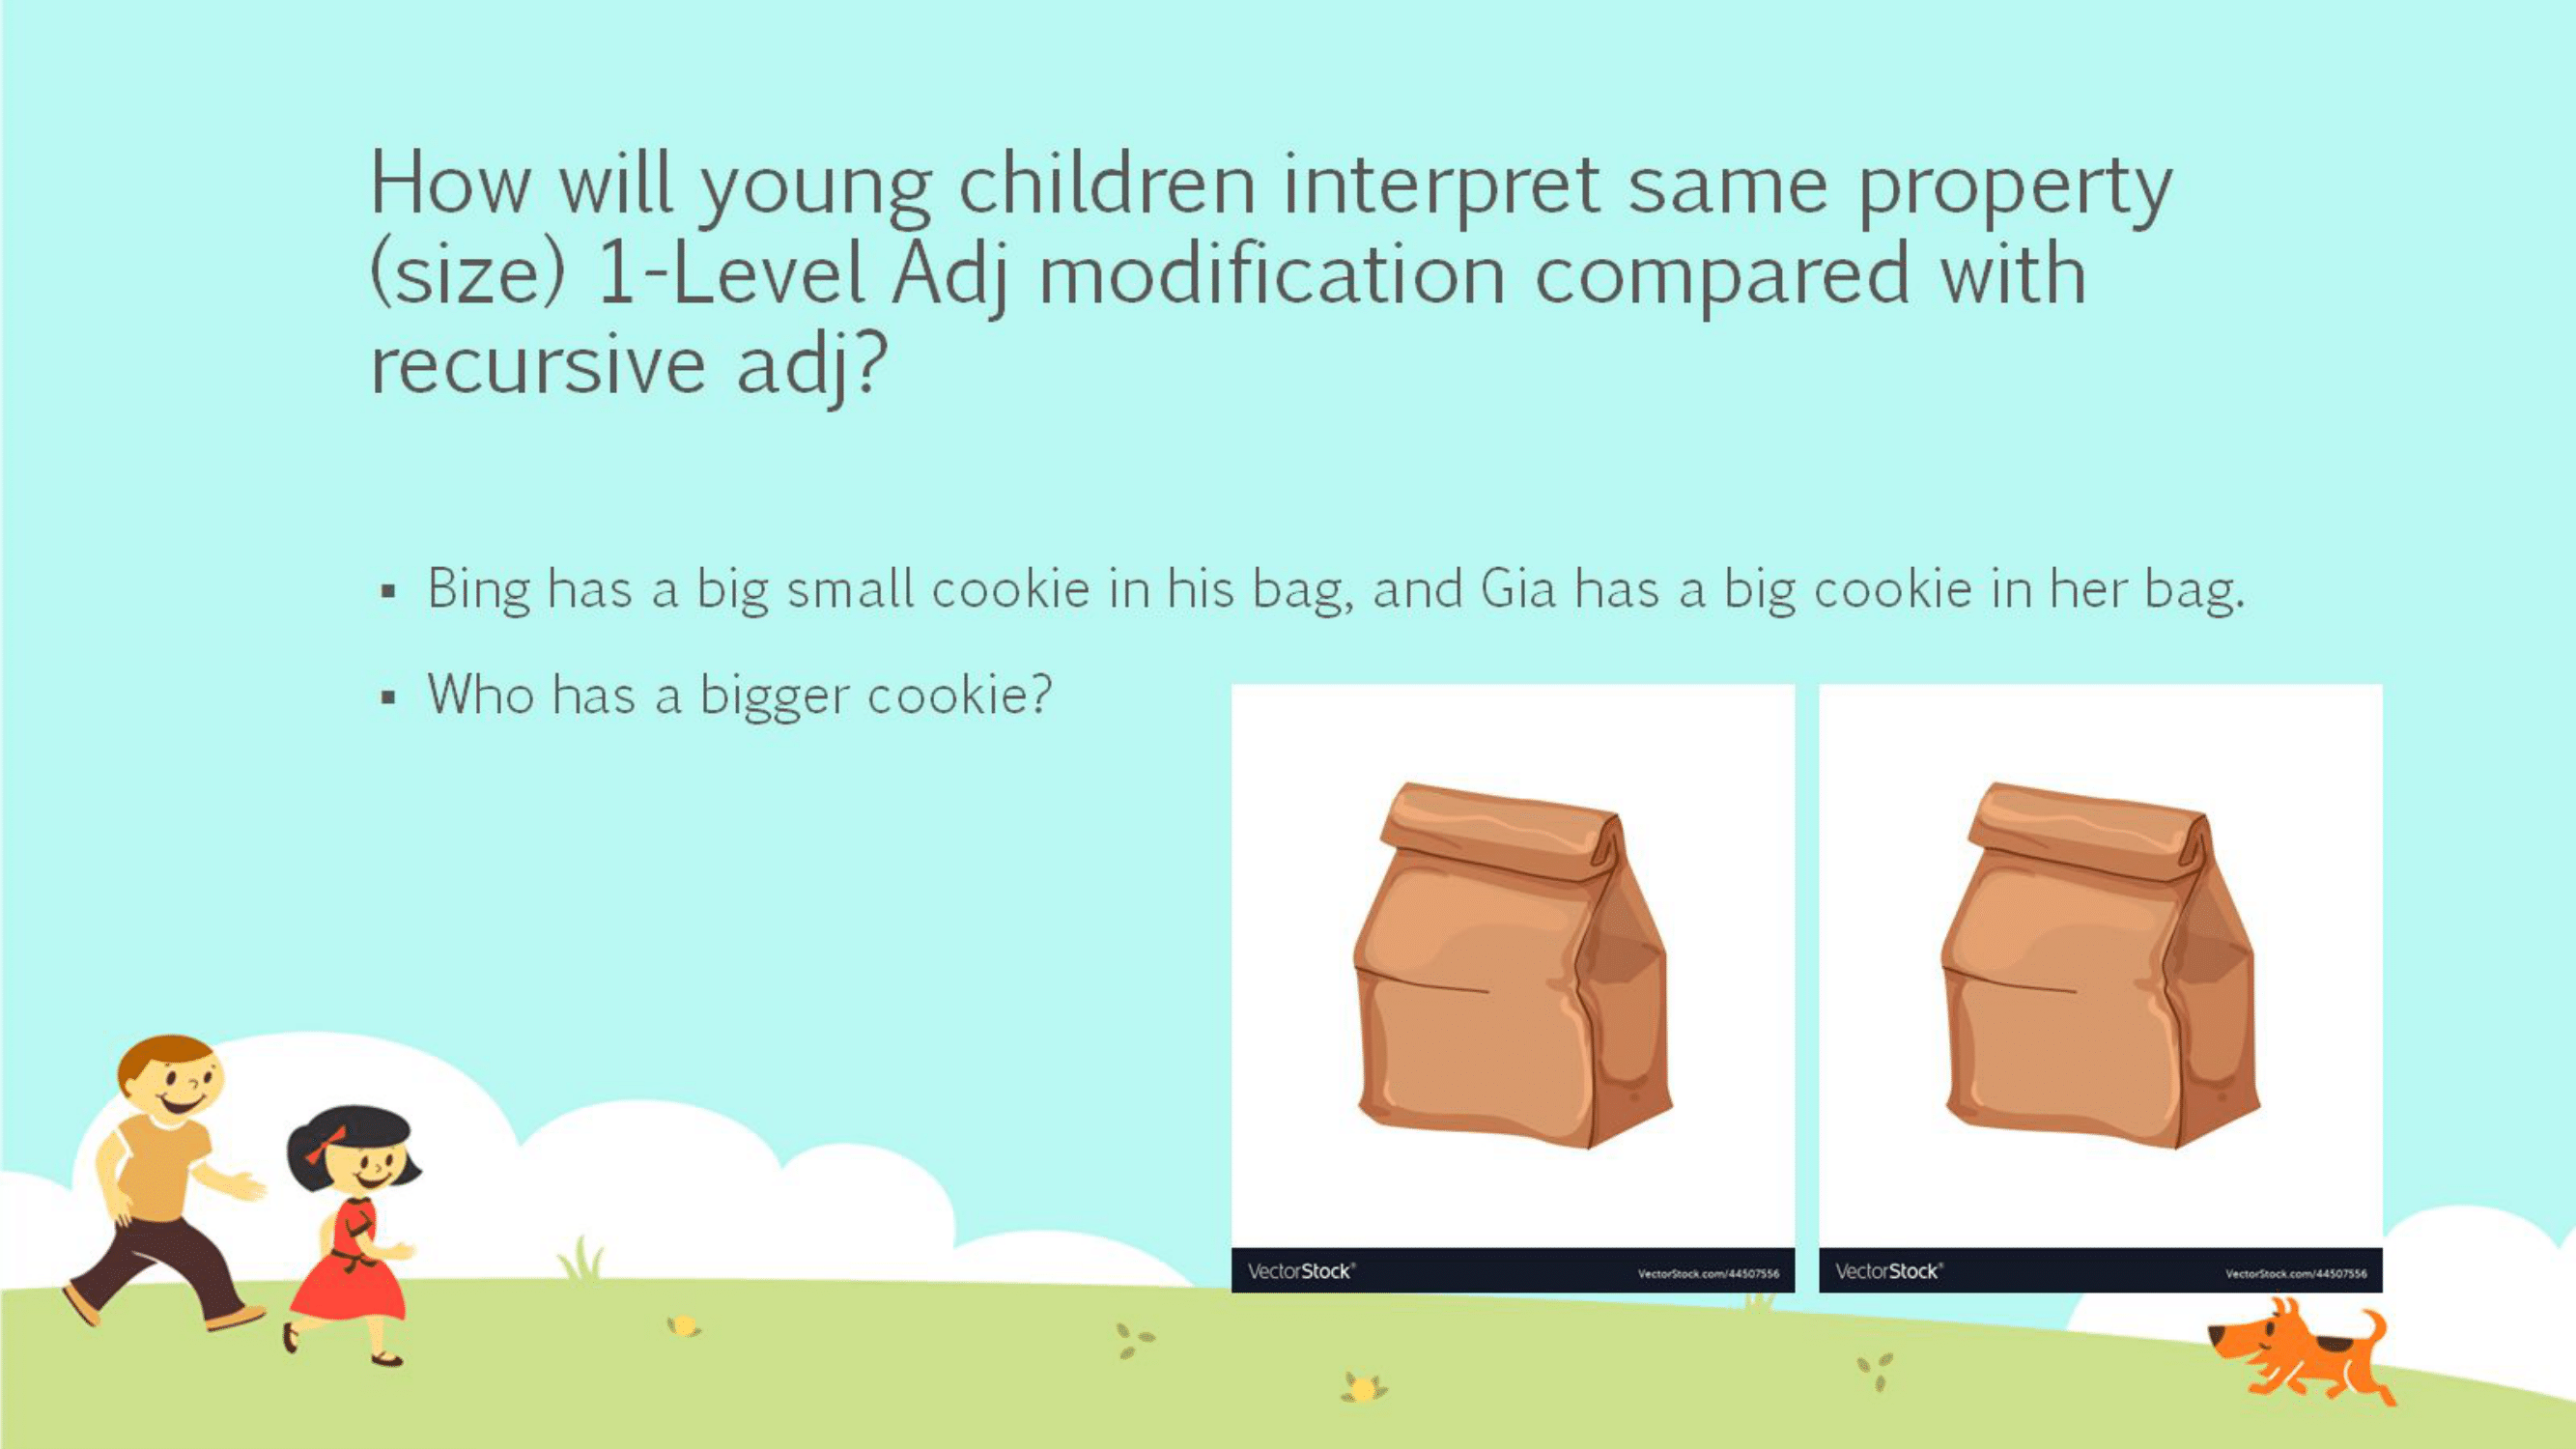 How will young children interpret same property
(size) 1-Level Adj modification compared with
recursive adj?
▪ Bing has a big small cookie in his bag, and Gia has a big cookie in her bag.
▪ Who has a bigger cookie?
VectorStock® VectorStock.com/44507556
VectorStock® VectorStock.com/44507556